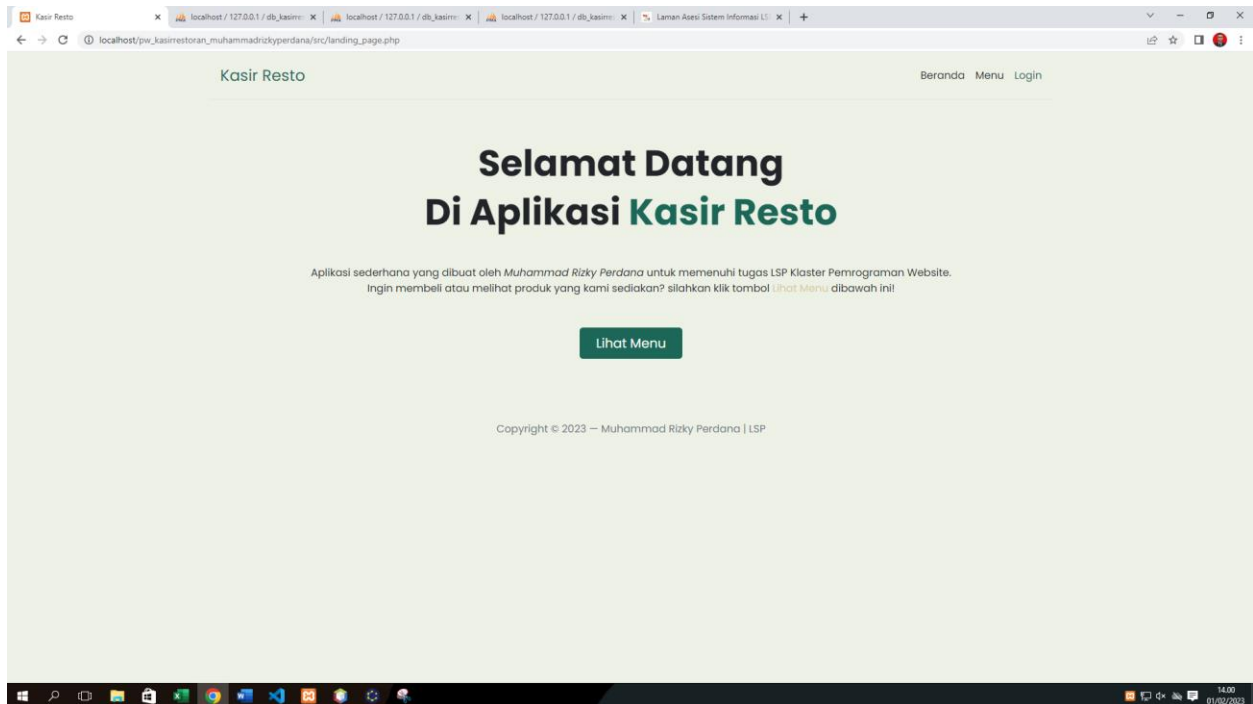 Kasir Resto
localhost / 127.0.0.1 / db_kasirre
localhost / 127.0.0.1 / db_kasirre
localhost / 127.0.0.1 / db_kasirre
Laman Asesi Sistem Informasi LS
localhost/pw_kasirrestoran_muhammadrizkyperdana/src/landing_page.php
Kasir Resto
Beranda Menu Login
Selamat Datang
Di Aplikasi Kasir Resto
Aplikasi sederhana yang dibuat oleh Muhammad Rizky Perdana untuk memenuhi tugas LSP Klaster Pemrograman Website.
Ingin membeli atau melihat produk yang kami sediakan? silahkan klik tombol Lihat Menu dibawah ini!
Lihat Menu
Copyright © 2023 — Muhammad Rizky Perdana | LSP
14.00
01/02/2023